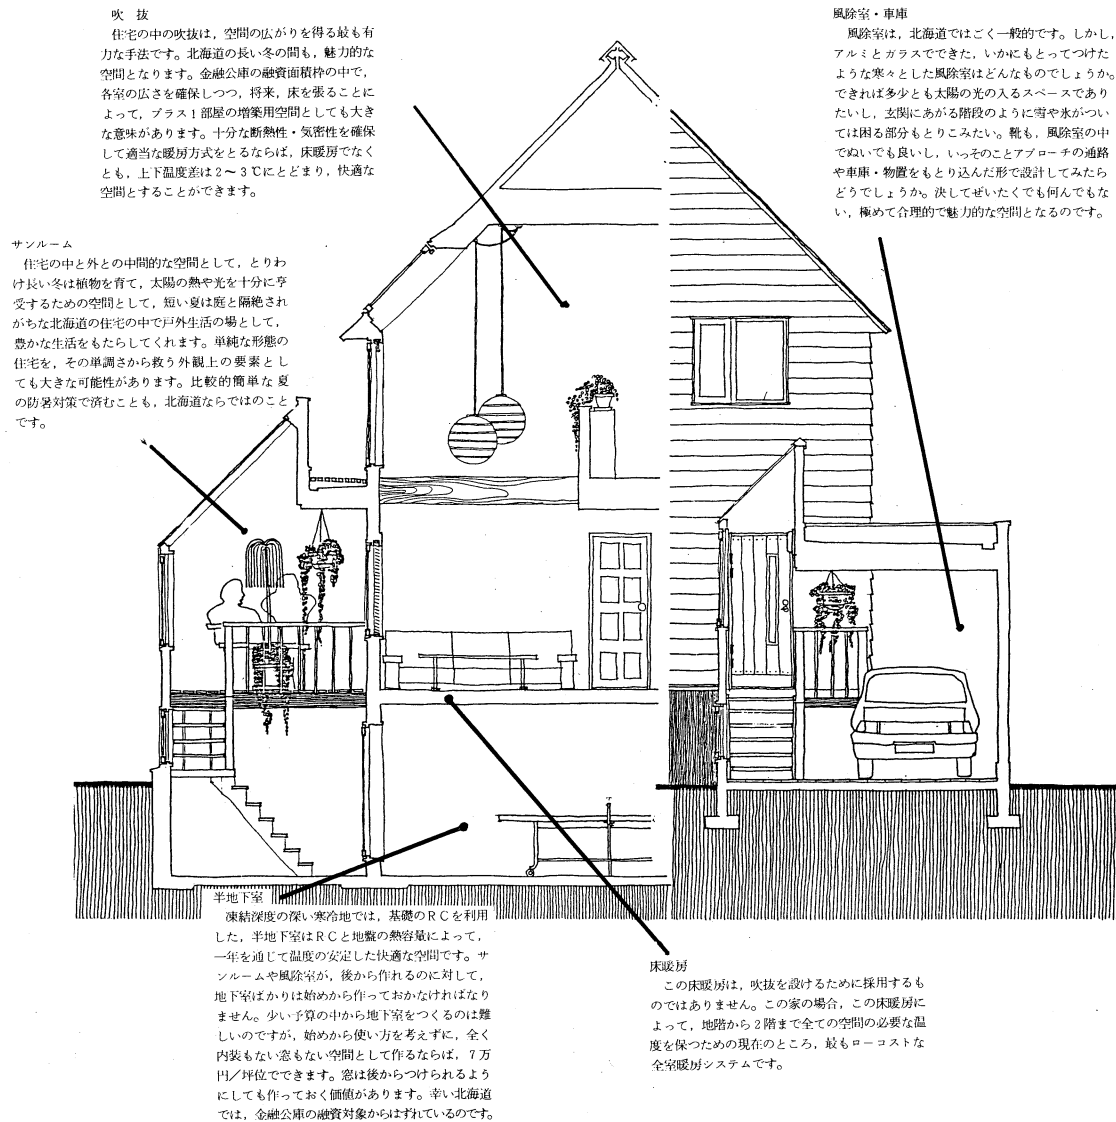 吹　抜
住宅の中の吹抜は，空間の広がりを得る最も有
力な手法です。北海道の長い冬の間も，魅力的な
空間となります。金融公庫の融資面積枠の中で，
各室の広さを確保しつつ，将来，床を張ることに
よって，プラス1部屋の増築用空間としても大き
な意味があります。十分な断熱性・気密性を確保
して適当な暖房方式をとるならば，床暖房でなく
とも，上下温度差は2〜3℃にとどまり，快適な
空間とすることができます。
サンルーム
住宅の中と外との中間的な空間として，とりわ
け長い冬は植物を育て，太陽の熱や光を十分に享
受するための空間として，短い夏は庭と隔絶され
がちな北海道の住宅の中で戸外生活の場として，
豊かな生活をもたらしてくれます。単純な形態の
住宅を，その単調さから救う外観上の要素とし
ても大きな可能性があります。比較的簡単な夏
の防暑対策で済むことも，北海道ならではのこと
です。
風除室・車庫
風除室は，北海道ではごく一般的です。しかし，
アルミとガラスでできた，いかにもとってつけた
ような寒々とした風除室はどんなものでしょうか。
できれば多少とも太陽の光の入るスペースであり
たいし，玄関にあがる階段のように雪や氷がつい
ては困る部分もとりこみたい。靴も，風除室の中
でぬいでも良いし，いっそのことアプローチの通路
や車庫・物置をもとり込んだ形で設計してみたら
どうでしょうか。決してぜいたくでも何んでもな
い，極めて合理的で魅力的な空間となるのです。
半地下室
凍結深度の深い寒冷地では，基礎のRCを利用
した，半地下室はRCと地盤の熱容量によって，
一年を通じて温度の安定した快適な空間です。サ
ンルームや風除室が，後から作れるのに対して，
地下室ばかりは始めから作っておかなければなり
ません。少い予算の中から地下室をつくるのは難
しいのですが，始めから使い方を考えずに，全く
内装もない窓もない空間として作るならば，7万
円／坪位でできます。窓は後からつけられるよう
にしても作っておく価値があります。幸い北海道
では，金融公庫の融資対象からはずれているのです。
床暖房
この床暖房は，吹抜を設けるために採用するも
のではありません。この家の場合，この床暖房に
よって，地階から2階まで全ての空間の必要な温
度を保つための現在のところ，最もローコストな
全室暖房システムです。